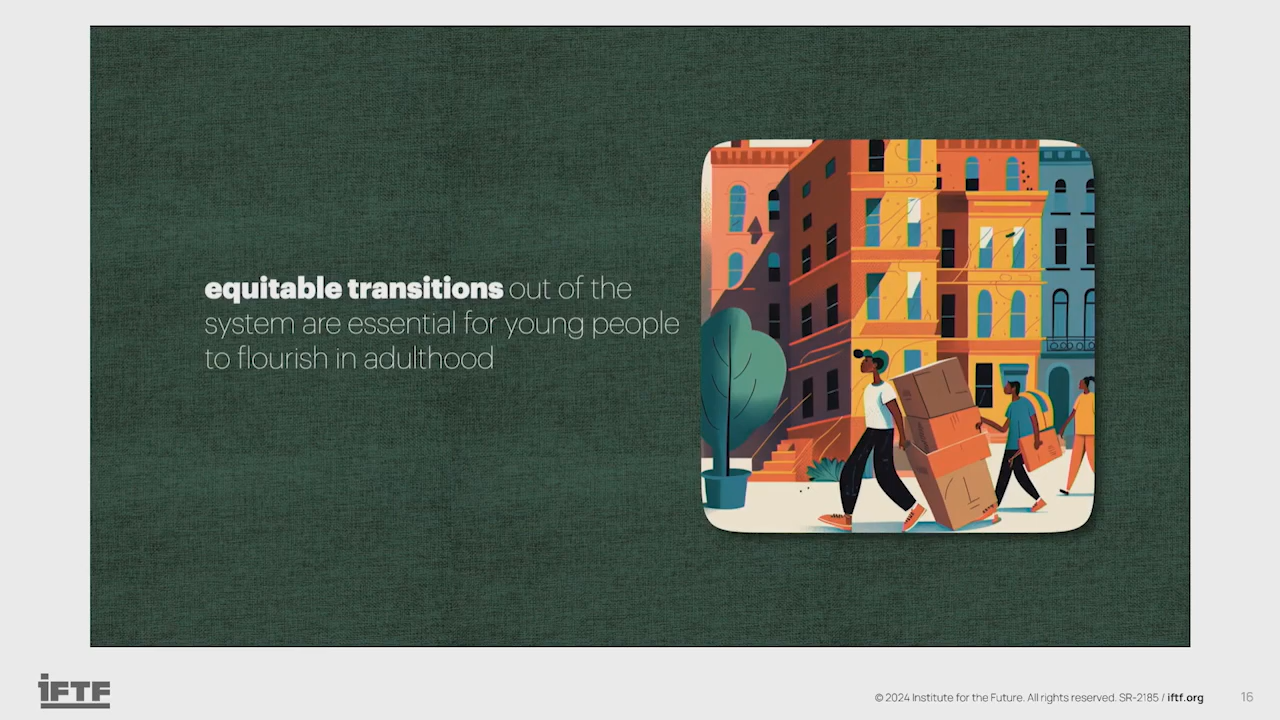 equitable transitions out of the
system are essential for young people
to flourish in adulthood
iFTF
© 2024 Institute for the Future. All rights reserved. SR-2185 / iftf.org
16